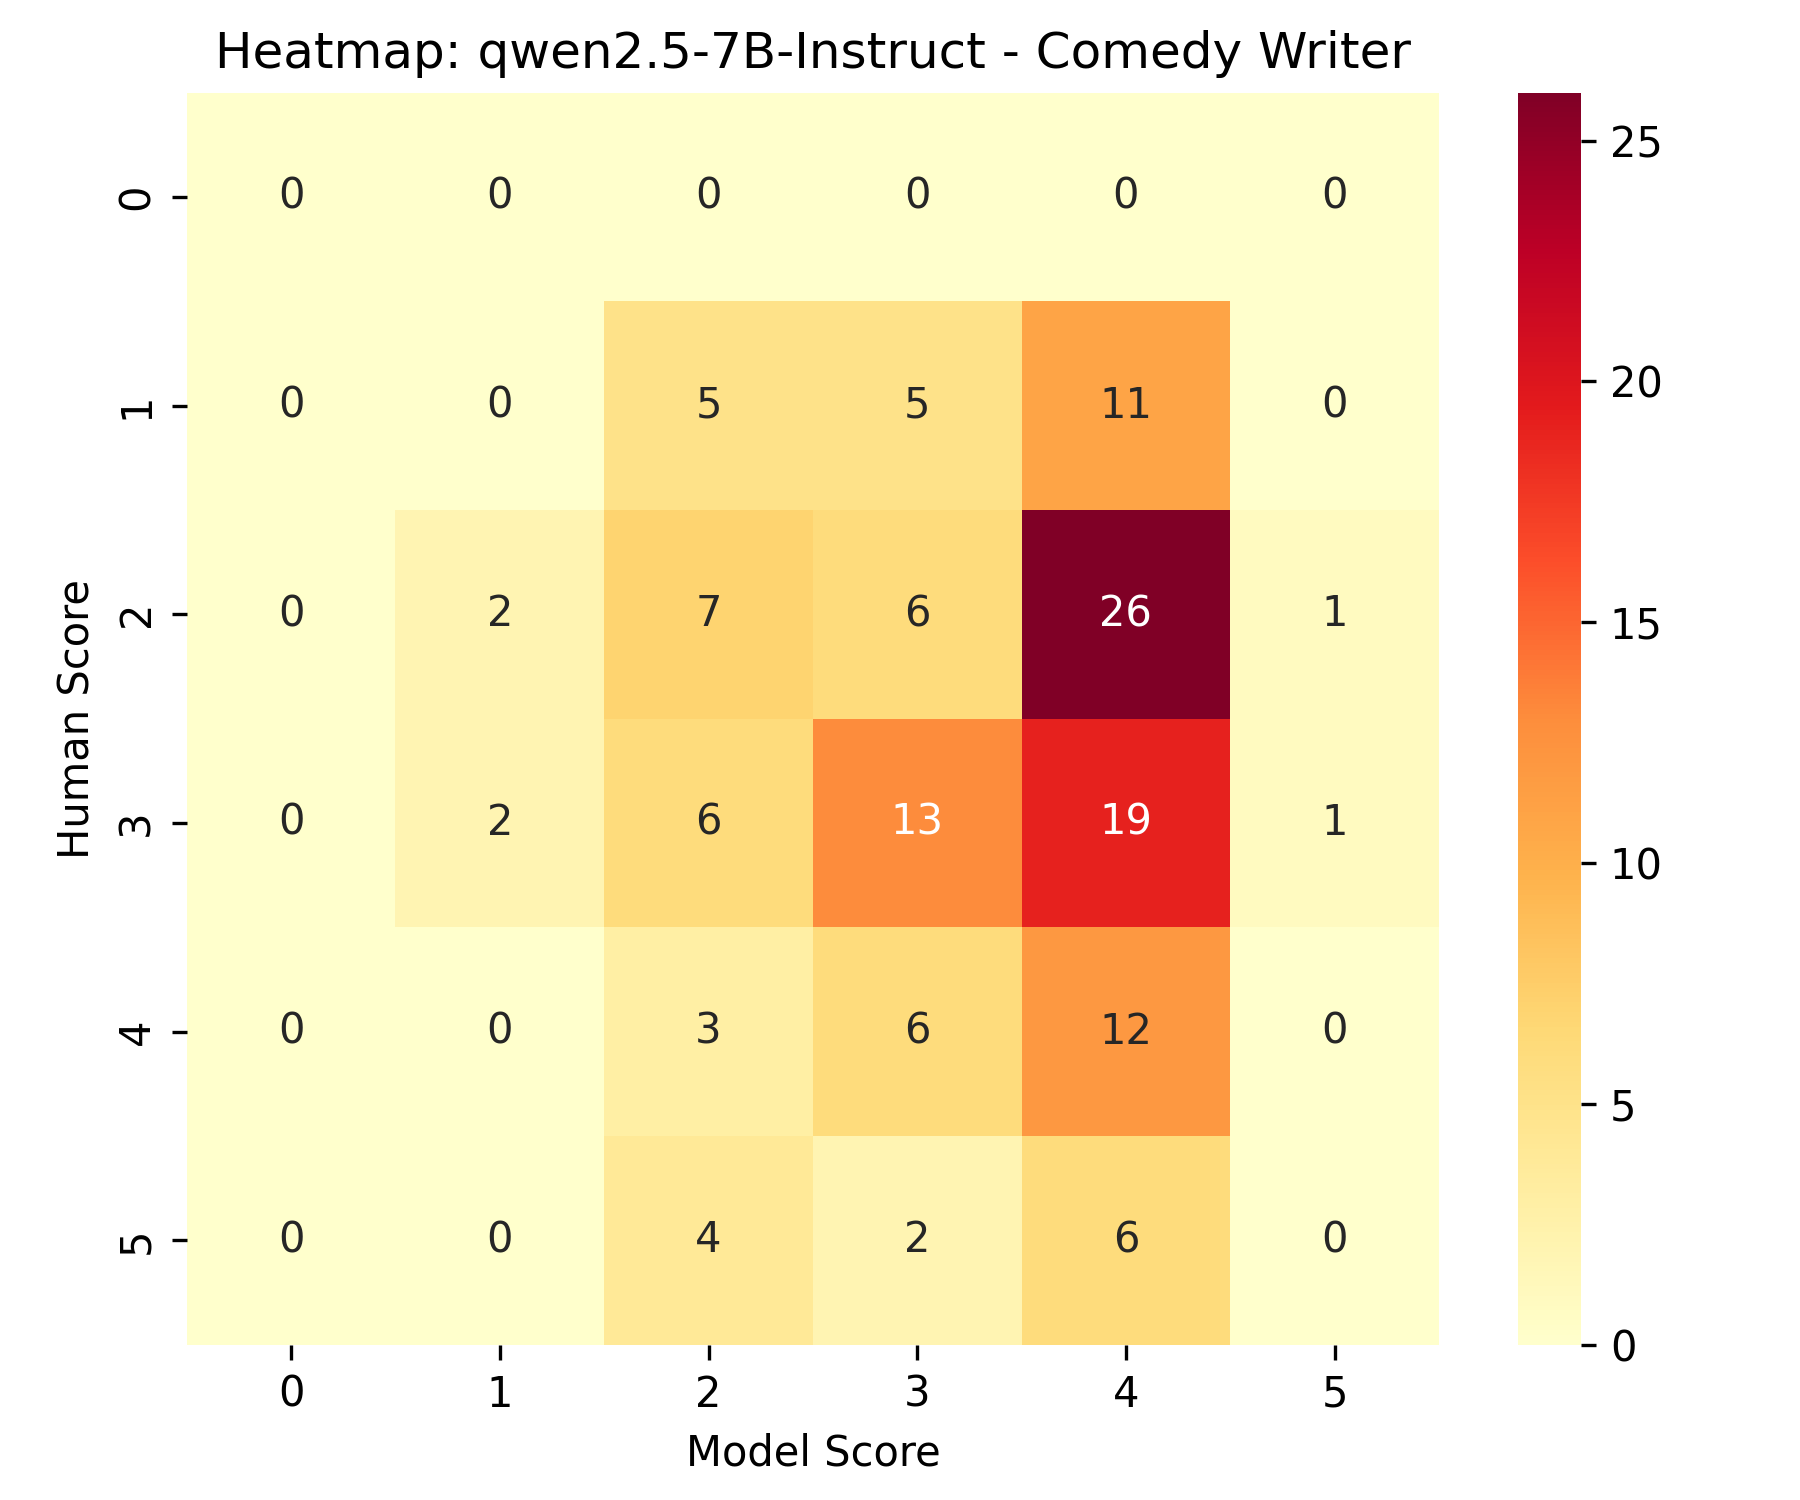 Heatmap: qwen2.5-7B-Instruct - Comedy Writer
0 0 0 0 0 0 0
1 0 0 5 5 11 0
2 0 2 7 6 26 1
3 0 2 6 13 19 1
4 0 0 3 6 12 0
5 0 0 4 2 6 0
0 1 2 3 4 5
Model Score
Human Score
25
20
15
10
5
0